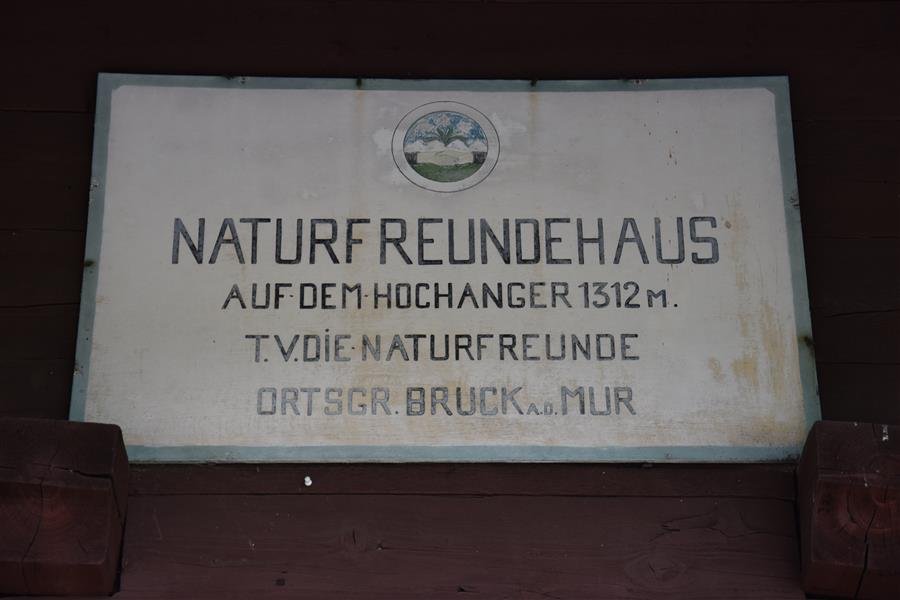 NATURFREUNDEHAUS
AUF·DEM·HOCHANGER 1312 M.
T.V.DIE·NATURFREUNDE
ORTSGR. BRUCK A.D. MUR